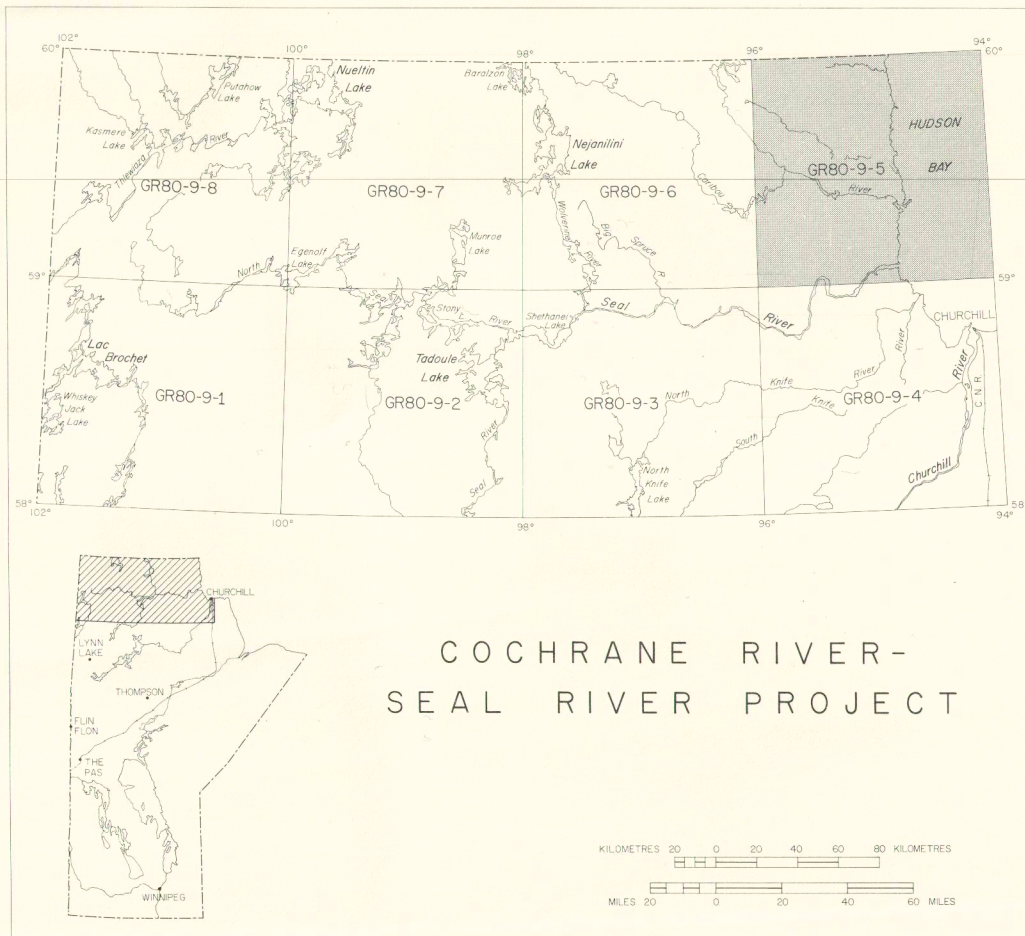 102°
100°
98°
96°
94°
60°
60°
Putahow
Lake
Nueltin
Lake
Baralzon
Lake
HUDSON
BAY
Kasmere
Lake
Thlewiaza
River
Nejanilini
Lake
GR80-9-8
GR80-9-7
GR80-9-6
GR80-9-5
Caribou
River
Wolverine
River
Big
Spruce
R.
Munroe
Lake
Egenolf
Lake
North
Seal
River
59°
59°
Stony
L.
Shethanei
Lake
Seal
River
CHURCHILL
Lac
Brochet
Tadoule
Lake
Whiskey
Jack
Lake
GR80-9-1
GR80-9-2
GR80-9-3
GR80-9-4
North
Knife
River
River
South
Knife
North
Knife
Lake
Seal
River
Churchill
River
C.N.R.
58°
58°
102°
100°
98°
96°
94°
CHURCHILL
LYNN
LAKE
THOMPSON
FLIN
FLON
THE
PAS
WINNIPEG
COCHRANE RIVER-
SEAL RIVER PROJECT
KILOMETRES 20 0 20 40 60 80 KILOMETRES
MILES 20 0 20 40 60 MILES